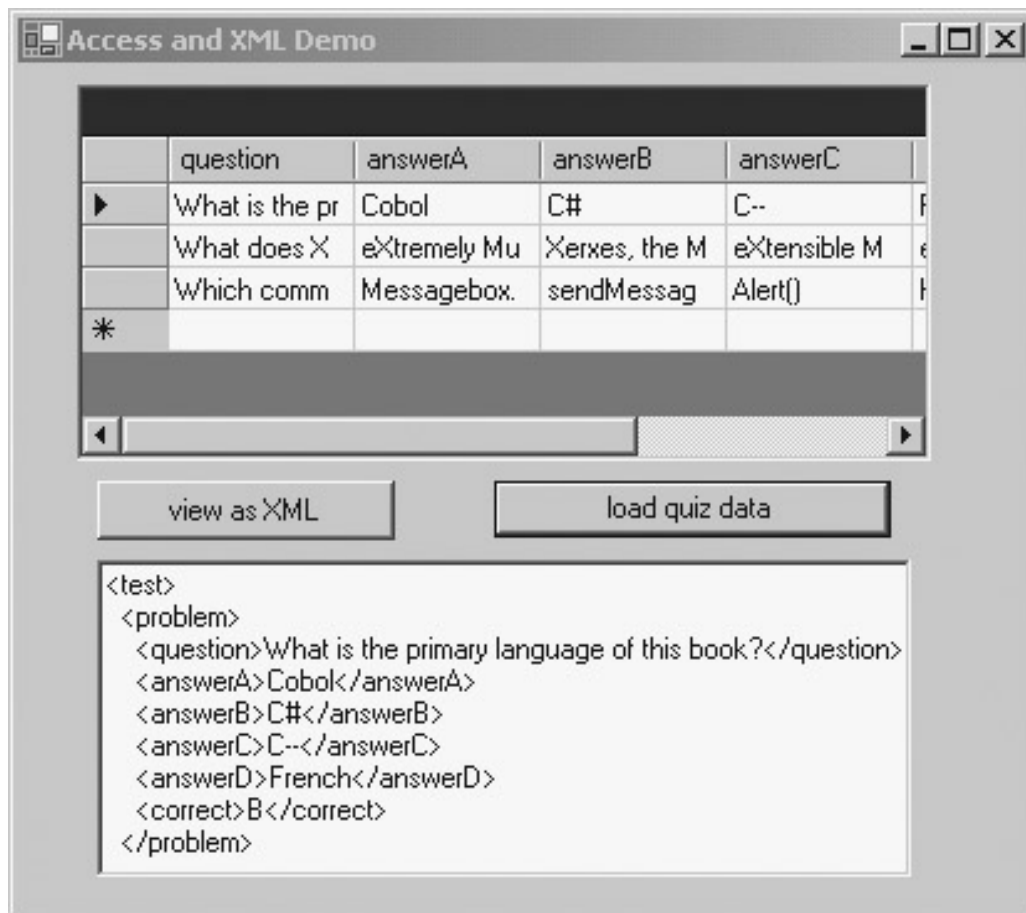 Access and XML Demo
question answerA answerB answerC
What is the pr Cobol C# C--
What does X eXtremely Mu Xerxes, the M eXtensible M
Which comm Messagebox. sendMessag Alert()
view as XML load quiz data
<test>
<problem>
<question>What is the primary language of this book?</question>
<answerA>Cobol</answerA>
<answerB>C#</answerB>
<answerC>C--</answerC>
<answerD>French</answerD>
<correct>B</correct>
</problem>